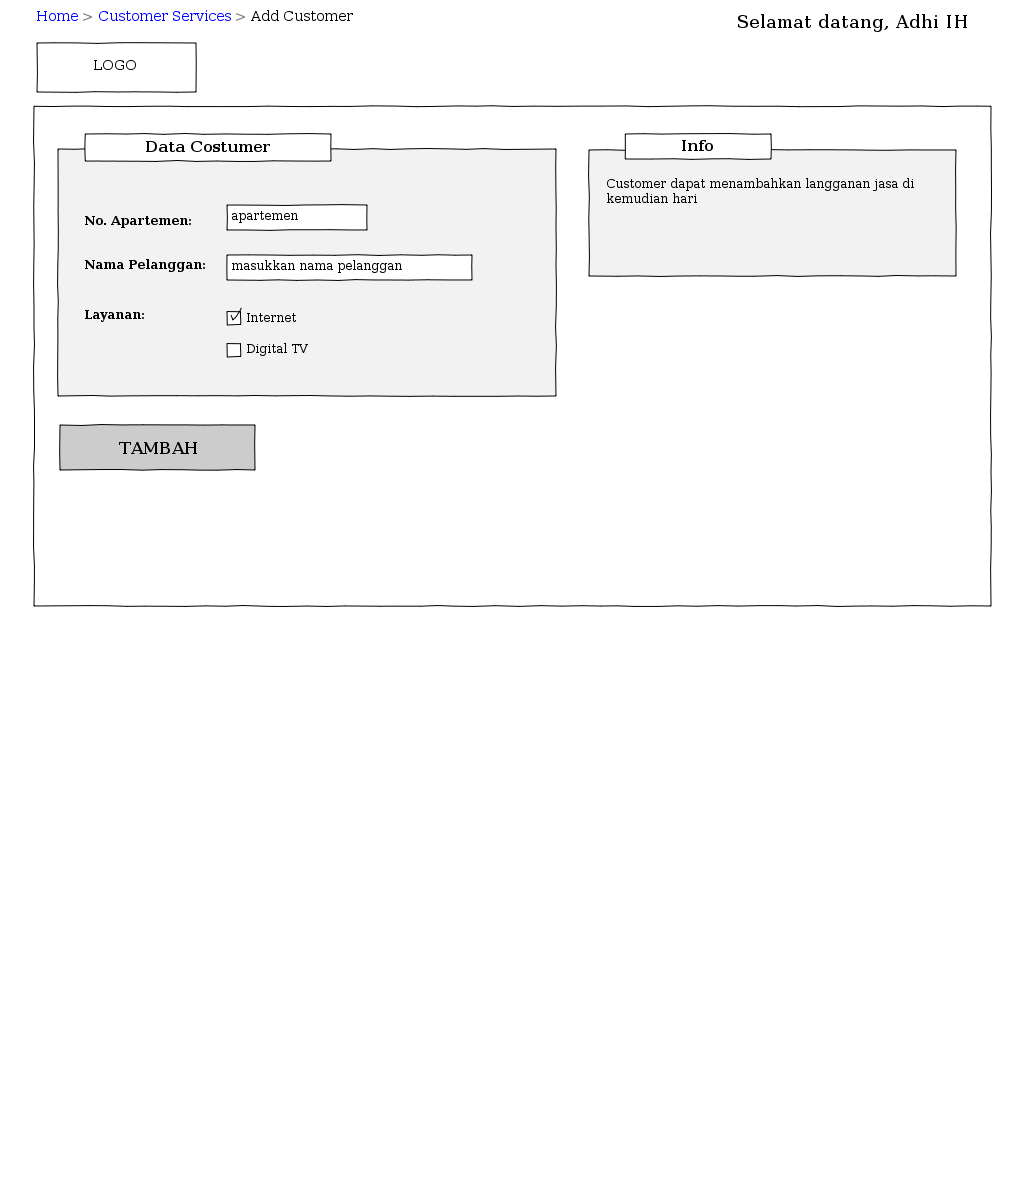 Home > Customer Services > Add Customer
Selamat datang, Adhi IH
LOGO
Data Costumer
No. Apartemen:
apartemen
Nama Pelanggan:
masukkan nama pelanggan
Layanan:
Internet
Digital TV
TAMBAH
Info
Customer dapat menambahkan langganan jasa di
kemudian hari